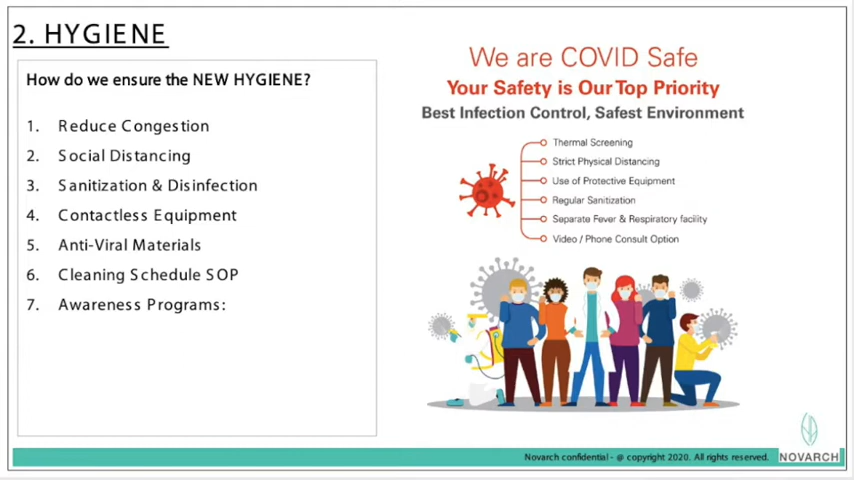 2. HYGIENE
How do we ensure the NEW HYGIENE?
1. Reduce Congestion
2. Social Distancing
3. Sanitization & Disinfection
4. Contactless Equipment
5. Anti-Viral Materials
6. Cleaning Schedule SOP
7. Awareness Programs:
We are COVID Safe
Your Safety is Our Top Priority
Best Infection Control, Safest Environment
Thermal Screening
Strict Physical Distancing
Use of Protective Equipment
Regular Sanitization
Separate Fever & Respiratory facility
Video / Phone Consult Option
Novarch confidential - @ copyright 2020. All rights reserved.
NOVARCH